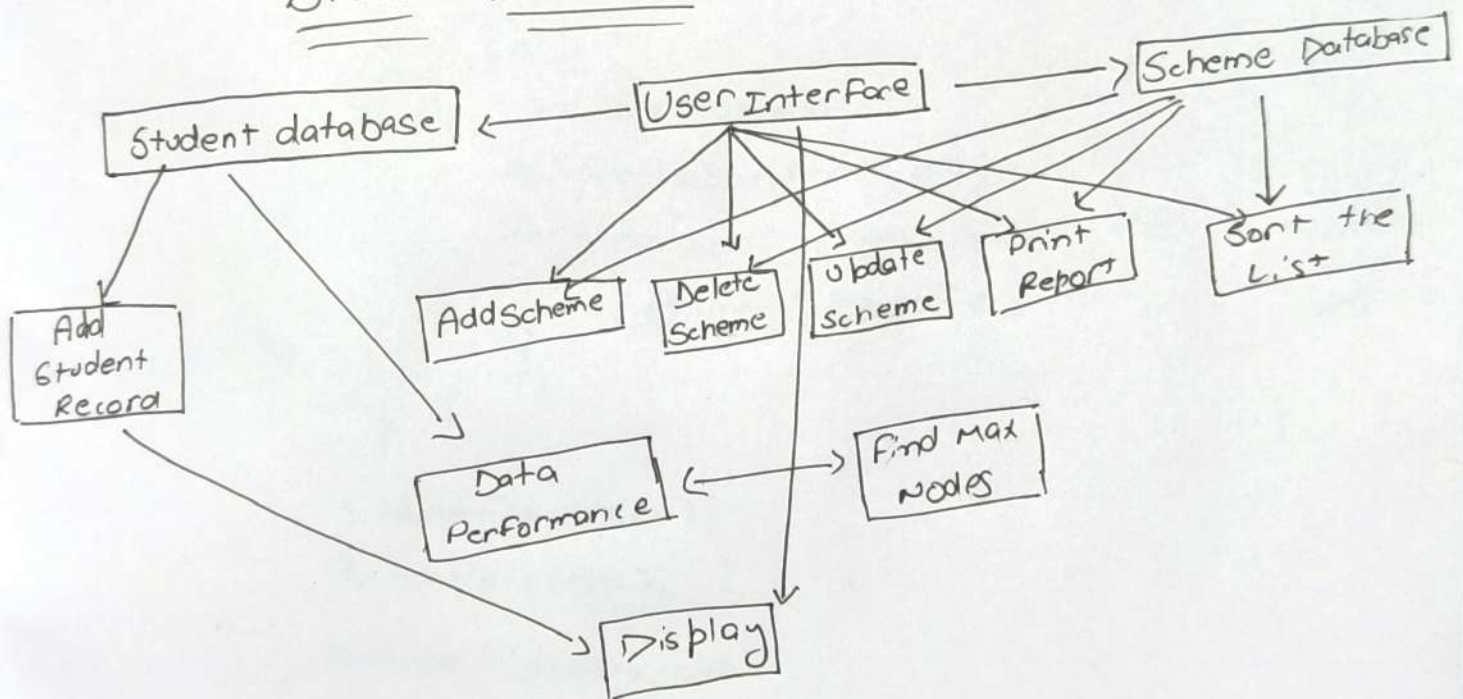 Scheme Database
User Interface
Student database
Sort the
List
Print
Report
Update
Scheme
Delete
Scheme
Add Scheme
Add
Student
Record
Find Max
Nodes
Data
Performance
Display